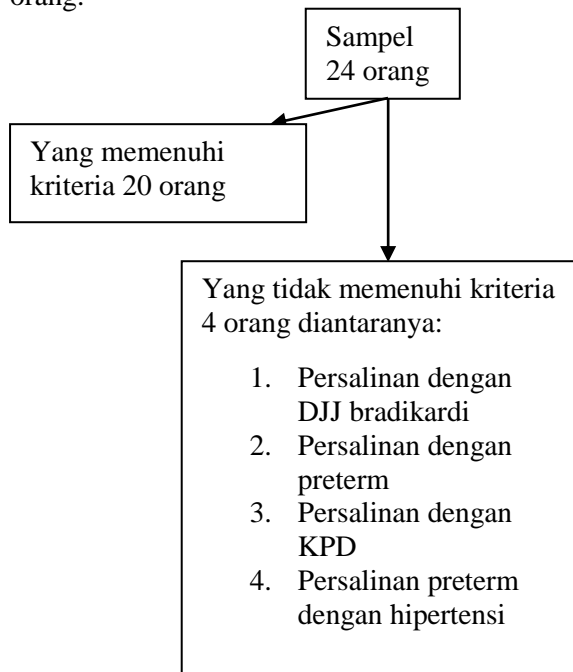 orang.
Sampel
24 orang
Yang memenuhi
kriteria 20 orang
Yang tidak memenuhi kriteria
4 orang diantaranya:
1. Persalinan dengan
DJJ bradikardi
2. Persalinan dengan
preterm
3. Persalinan dengan
KPD
4. Persalinan preterm
dengan hipertensi